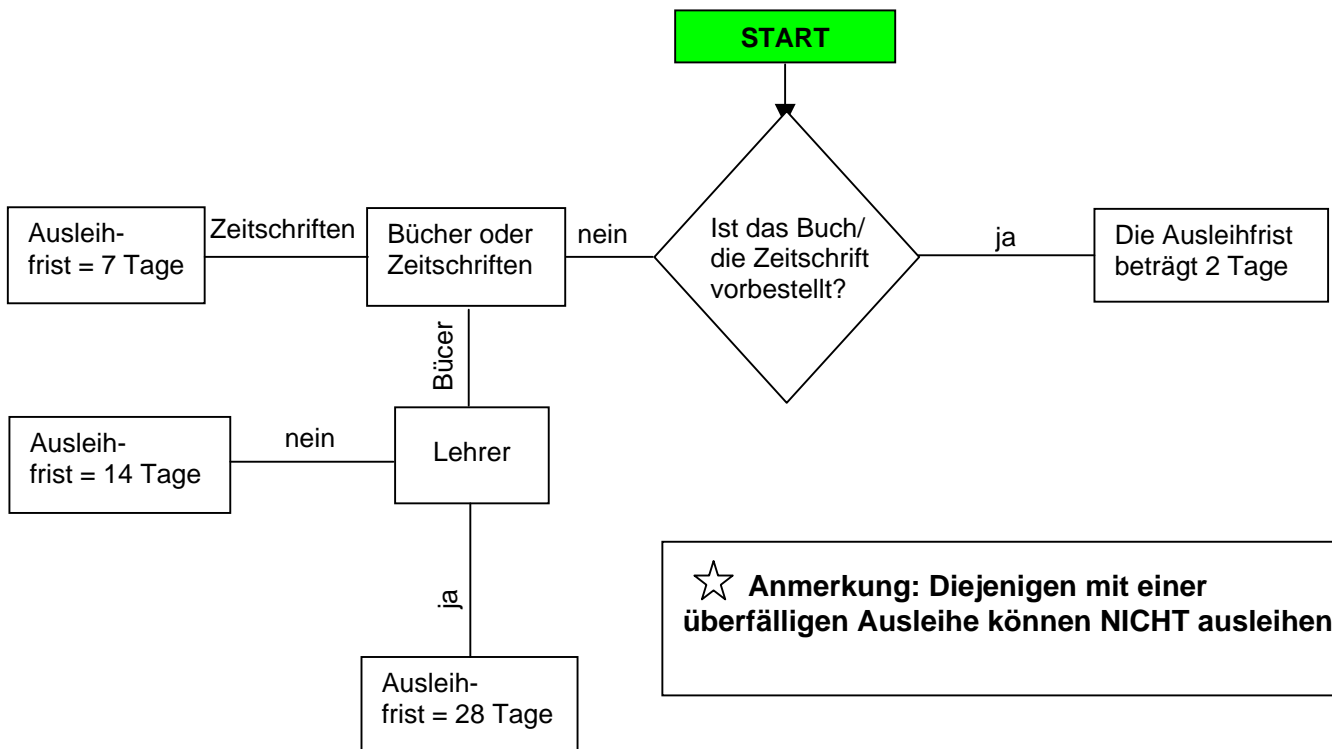 START
Ist das Buch/
die Zeitschrift
vorbestellt?
ja
Die Ausleihfrist
beträgt 2 Tage
nein
Bücher oder
Zeitschriften
Zeitschriften
Ausleih-
frist = 7 Tage
Bücer
Lehrer
nein
Ausleih-
frist = 14 Tage
ja
Ausleih-
frist = 28 Tage
Anmerkung: Diejenigen mit einer
überfälligen Ausleihe können NICHT ausleihen